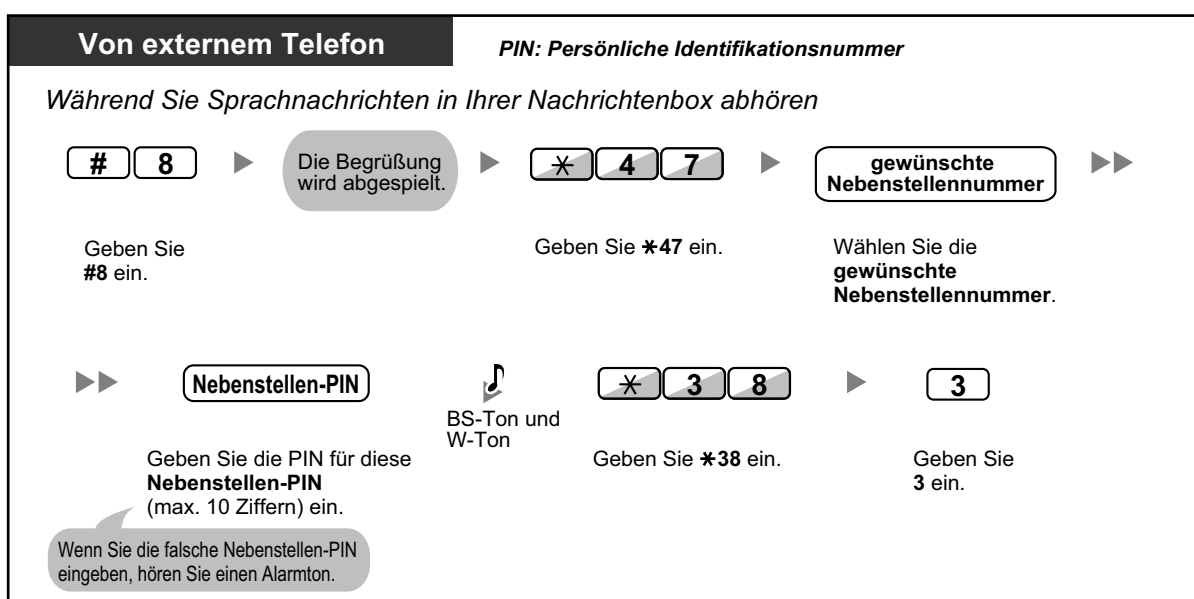 Von externem Telefon
PIN: Persönliche Identifikationsnummer
Während Sie Sprachnachrichten in Ihrer Nachrichtenbox abhören
# 8
Die Begrüßung
wird abgespielt.
* 4 7
gewünschte
Nebenstellennummer
Geben Sie
#8 ein.
Geben Sie *47 ein.
Wählen Sie die
gewünschte
Nebenstellennummer.
Nebenstellen-PIN
BS-Ton und
W-Ton
* 3 8
3
Geben Sie die PIN für diese
Nebenstellen-PIN
(max. 10 Ziffern) ein.
Geben Sie *38 ein.
Geben Sie
3 ein.
Wenn Sie die falsche Nebenstellen-PIN
eingeben, hören Sie einen Alarmton.